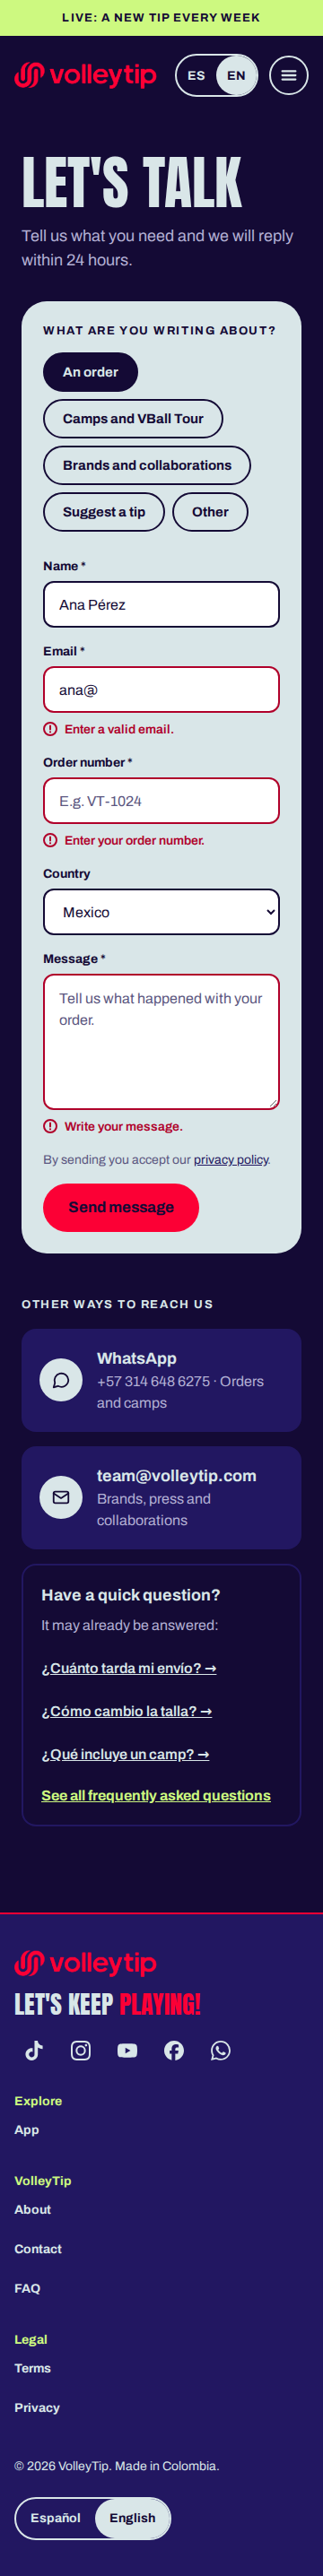 LIVE: A NEW TIP EVERY WEEK
volleytip
ES EN
LET'S TALK
Tell us what you need and we will reply
within 24 hours.
WHAT ARE YOU WRITING ABOUT?
An order
Camps and VBall Tour
Brands and collaborations
Suggest a tip Other
Name *
Ana Pérez
Email *
ana@
Enter a valid email.
Order number *
E.g. VT-1024
Enter your order number.
Country
Mexico
Message *
Tell us what happened with your
order.
Write your message.
By sending you accept our privacy policy.
Send message
OTHER WAYS TO REACH US
WhatsApp
+57 314 648 6275 · Orders
and camps
team@volleytip.com
Brands, press and
collaborations
Have a quick question?
It may already be answered:
¿Cuánto tarda mi envío? →
¿Cómo cambio la talla? →
¿Qué incluye un camp? →
See all frequently asked questions
volleytip
LET'S KEEP PLAYING!
Explore
App
VolleyTip
About
Contact
FAQ
Legal
Terms
Privacy
© 2026 VolleyTip. Made in Colombia.
Español English